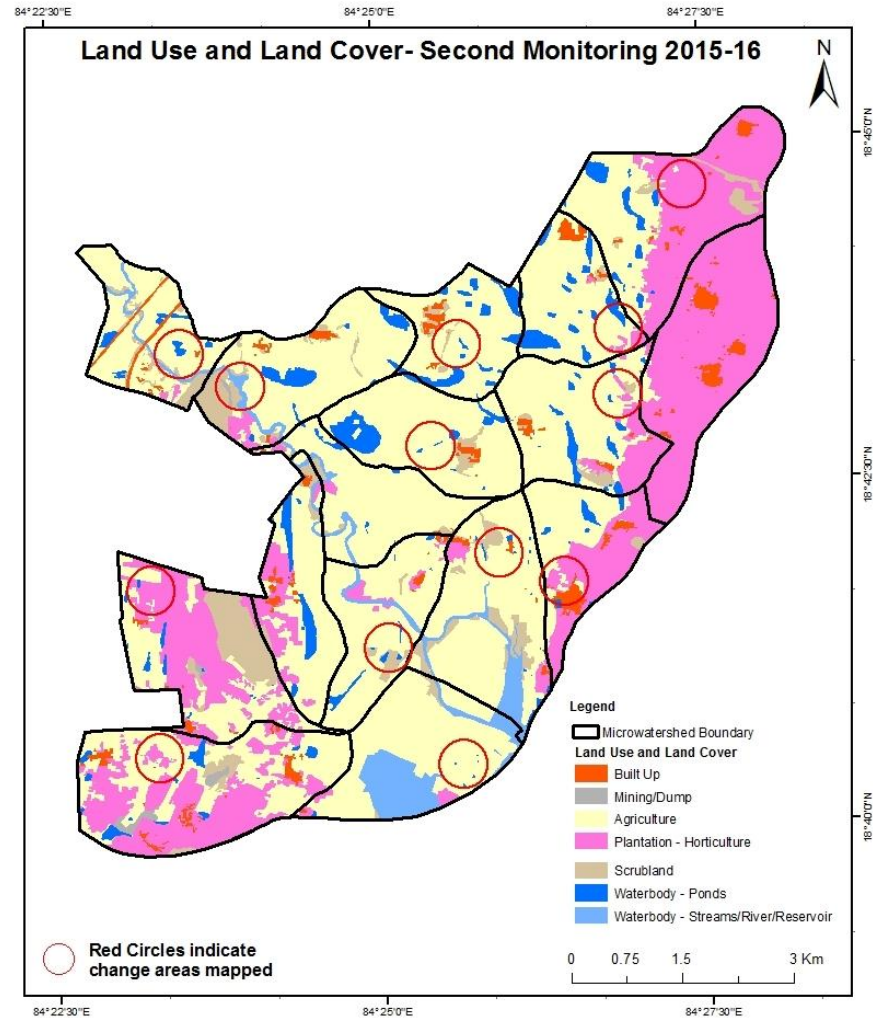 84°22'30"E 84°25'0"E 84°27'30"E
Land Use and Land Cover- Second Monitoring 2015-16
N
18°45'0"N
18°42'30"N
18°40'0"N
Legend
Microwatershed Boundary
Land Use and Land Cover
Built Up
Mining/Dump
Agriculture
Plantation - Horticulture
Scrubland
Waterbody - Ponds
Waterbody - Streams/River/Reservoir
Red Circles indicate
change areas mapped
0 0.75 1.5 3 Km
84°22'30"E 84°25'0"E 84°27'30"E